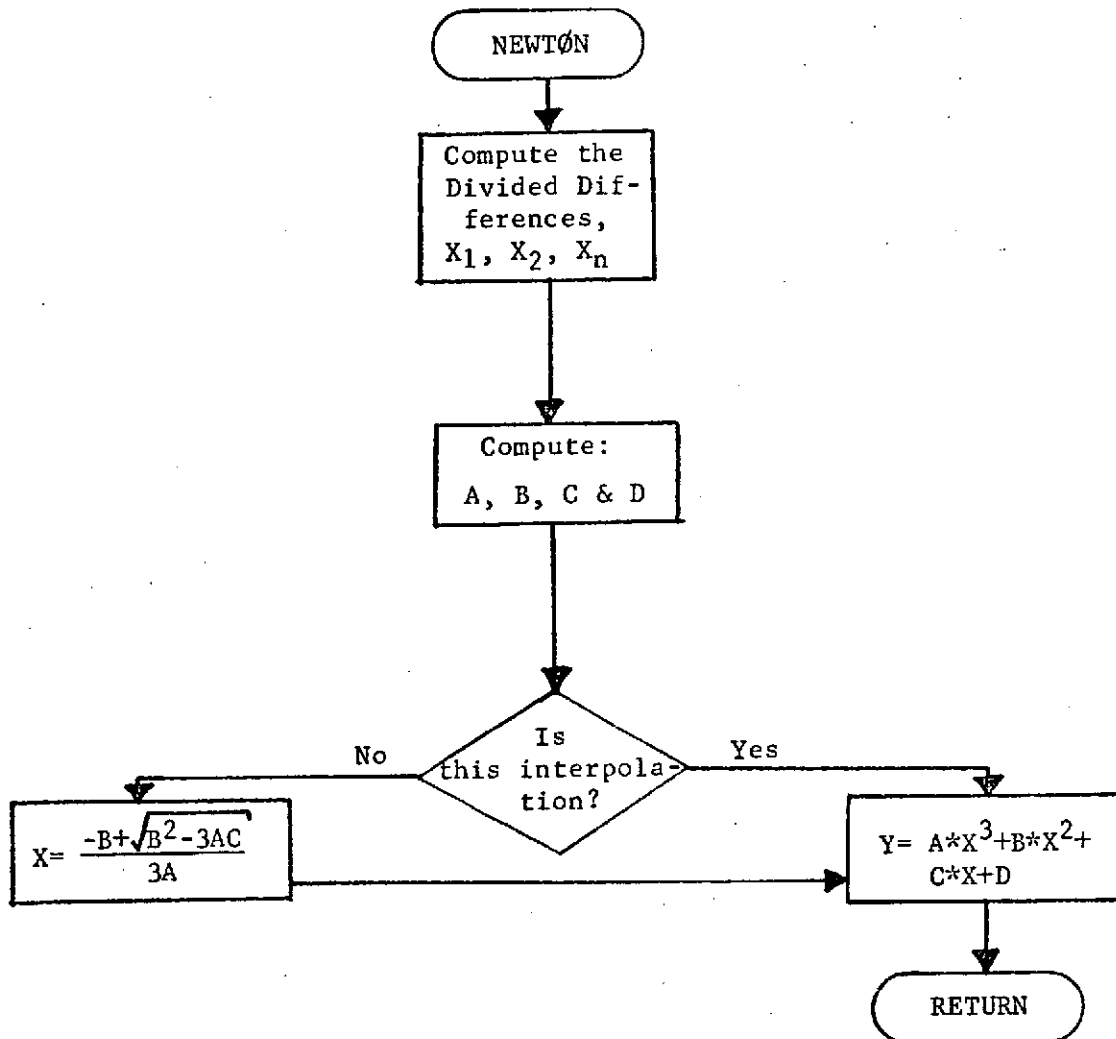 NEWTØN
Compute the
Divided Dif-
ferences,
X₁, X₂, Xₙ
Compute:
A, B, C & D
Is
this interpola-
tion?
No
Yes
X= (-B+√(B²-3AC))/3A
Y= A*X³+B*X²+
C*X+D
RETURN